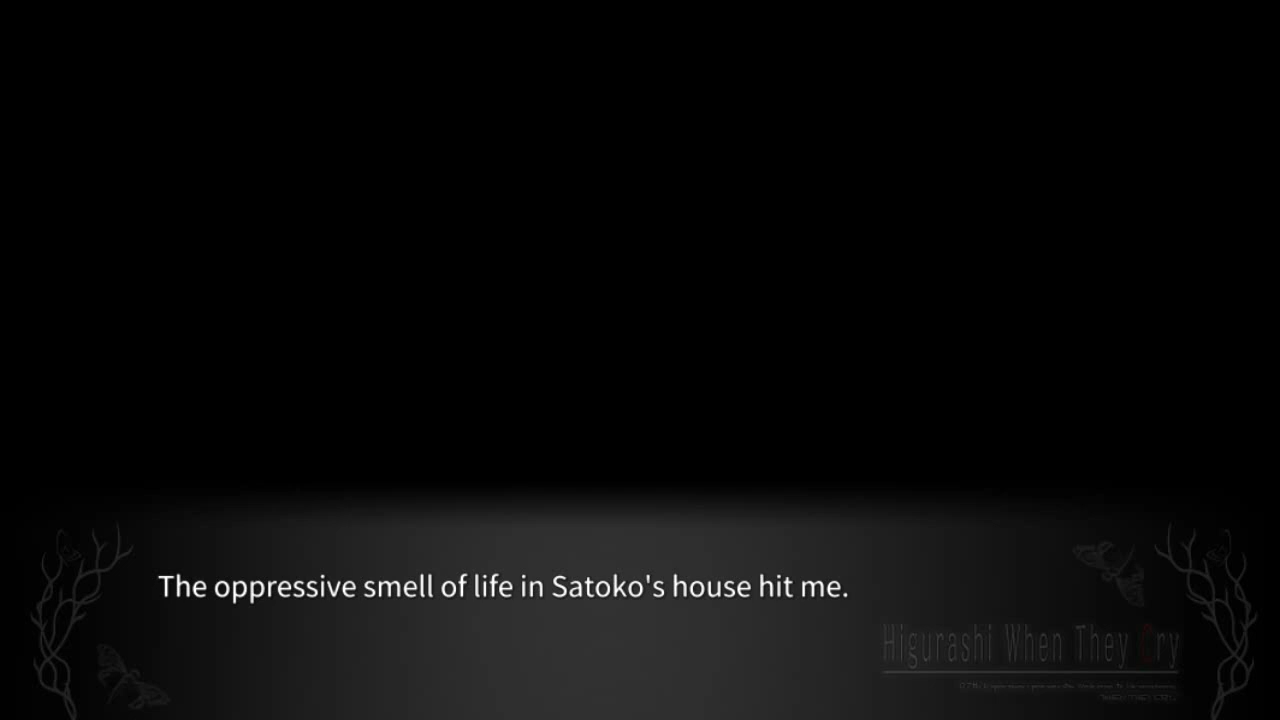 The oppressive smell of life in Satoko's house hit me.
Higurashi When They Cry